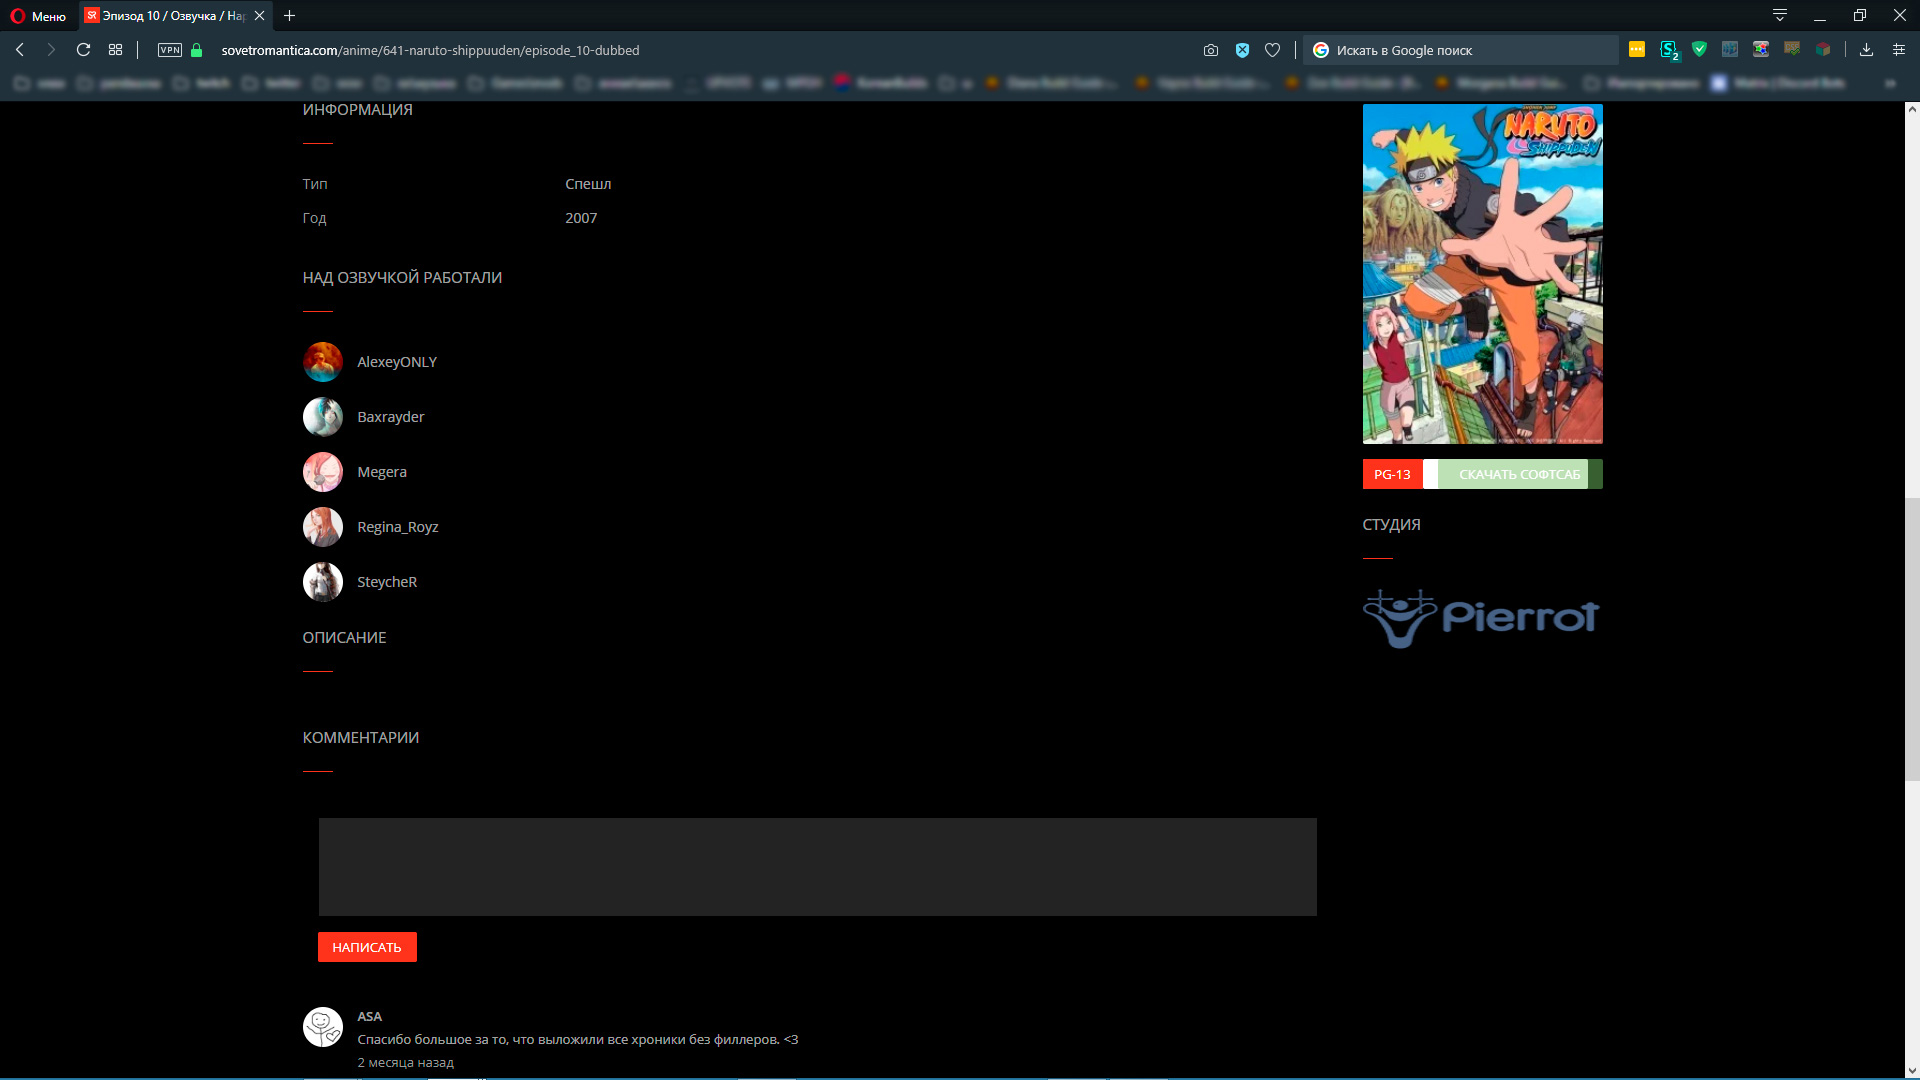 Меню
Эпизод 10 / Озвучка / На
VPN
sovetromantica.com/anime/641-naruto-shippuuden/episode_10-dubbed
Искать в Google поиск
2
ИНФОРМАЦИЯ
Тип Спешл
Год 2007
НАД ОЗВУЧКОЙ РАБОТАЛИ
AlexeyONLY
Baxrayder
Megera
Regina_Royz
SteycheR
ОПИСАНИЕ
КОММЕНТАРИИ
НАПИСАТЬ
ASA
Спасибо большое за то, что выложили все хроники без филлеров. <3
2 месяца назад
NARUTO
SHIPPUDEN
PG-13
СКАЧАТЬ СОФТСАБ
СТУДИЯ
Pierrot